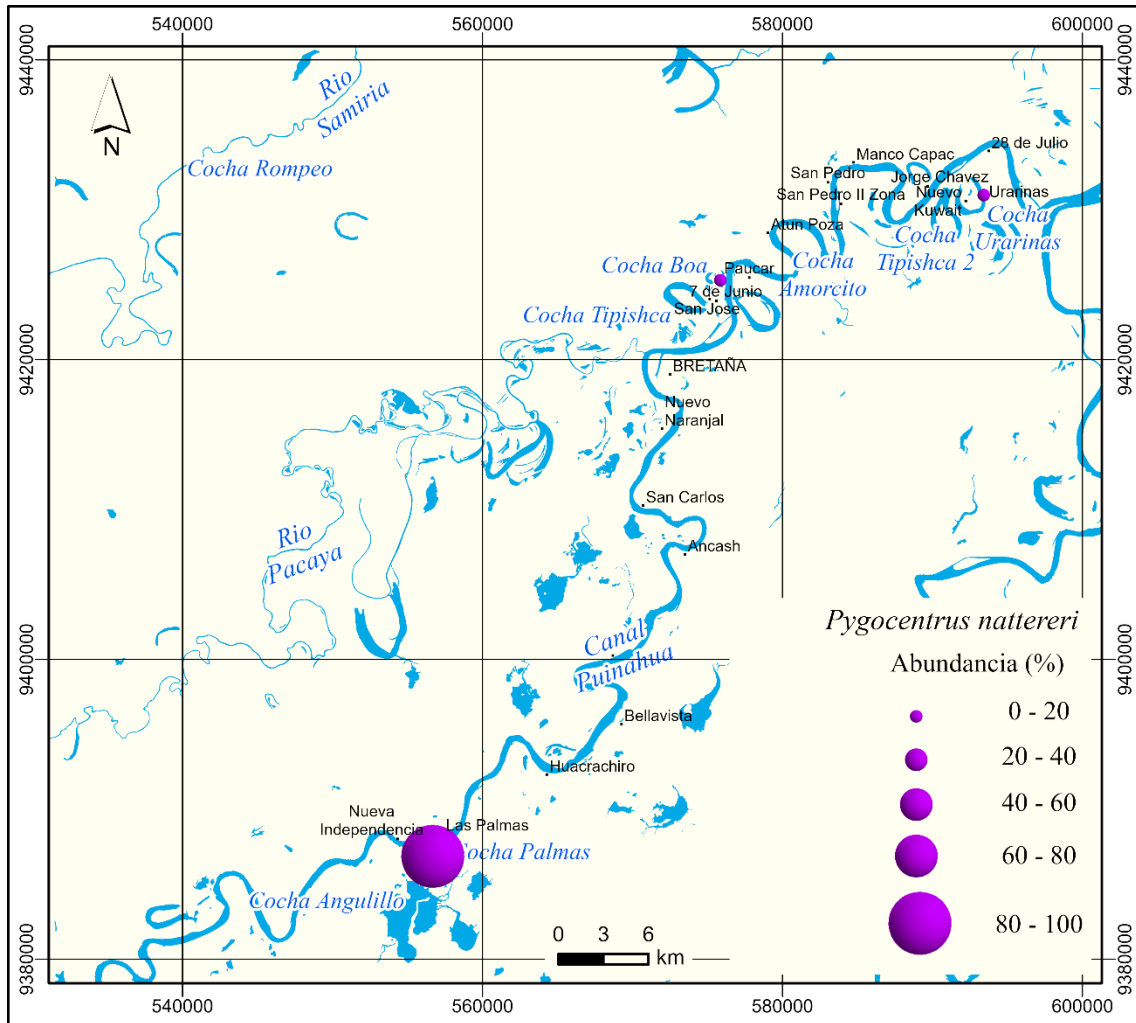 540000
560000
580000
600000
9440000
9440000
N
Rio
Samiria
Cocha Rompeo
28 de Julio
Manco Capac
San Pedro
Jorge Chavez
San Pedro II Zona
Nuevo
Kuwait
Urarinas
Cocha
Urarinas
Cocha
Tipishca 2
Atun Poza
Cocha
Amorcito
Cocha Boa
Paucar
7 de Junio
San Jose
Cocha Tipishca
9420000
9420000
BRETAÑA
Nuevo
Naranjal
San Carlos
Rio
Pacaya
Ancash
Canal
Puinahua
9400000
9400000
Bellavista
Huacrachiro
Nueva
Independencia
Las Palmas
Cocha Palmas
Cocha Angulillo
Pygocentrus nattereri
Abundancia (%)
0 - 20
20 - 40
40 - 60
60 - 80
80 - 100
0 3 6
km
9380000
9380000
540000
560000
580000
600000